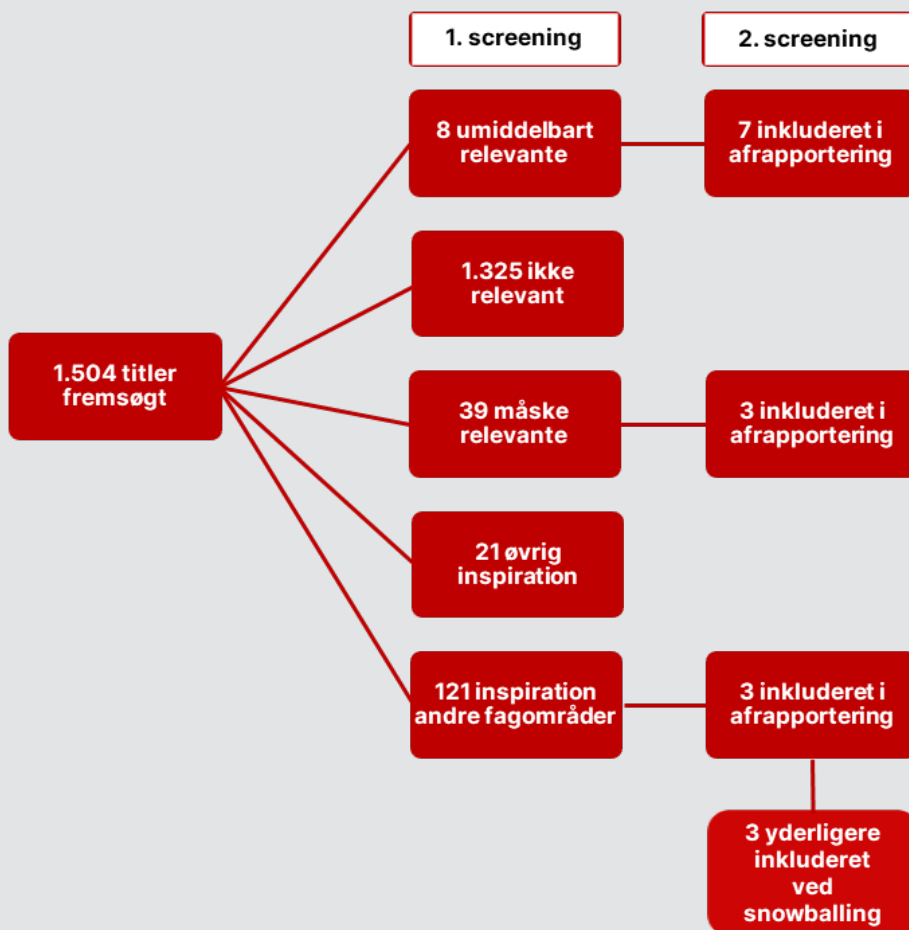 1. screening
2. screening
8 umiddelbart
relevante
7 inkluderet i
afrapportering
1.325 ikke
relevant
1.504 titler
fremsøgt
39 måske
relevante
3 inkluderet i
afrapportering
21 øvrig
inspiration
121 inspiration
andre fagområder
3 inkluderet i
afrapportering
3 yderligere
inkluderet
ved
snowballing